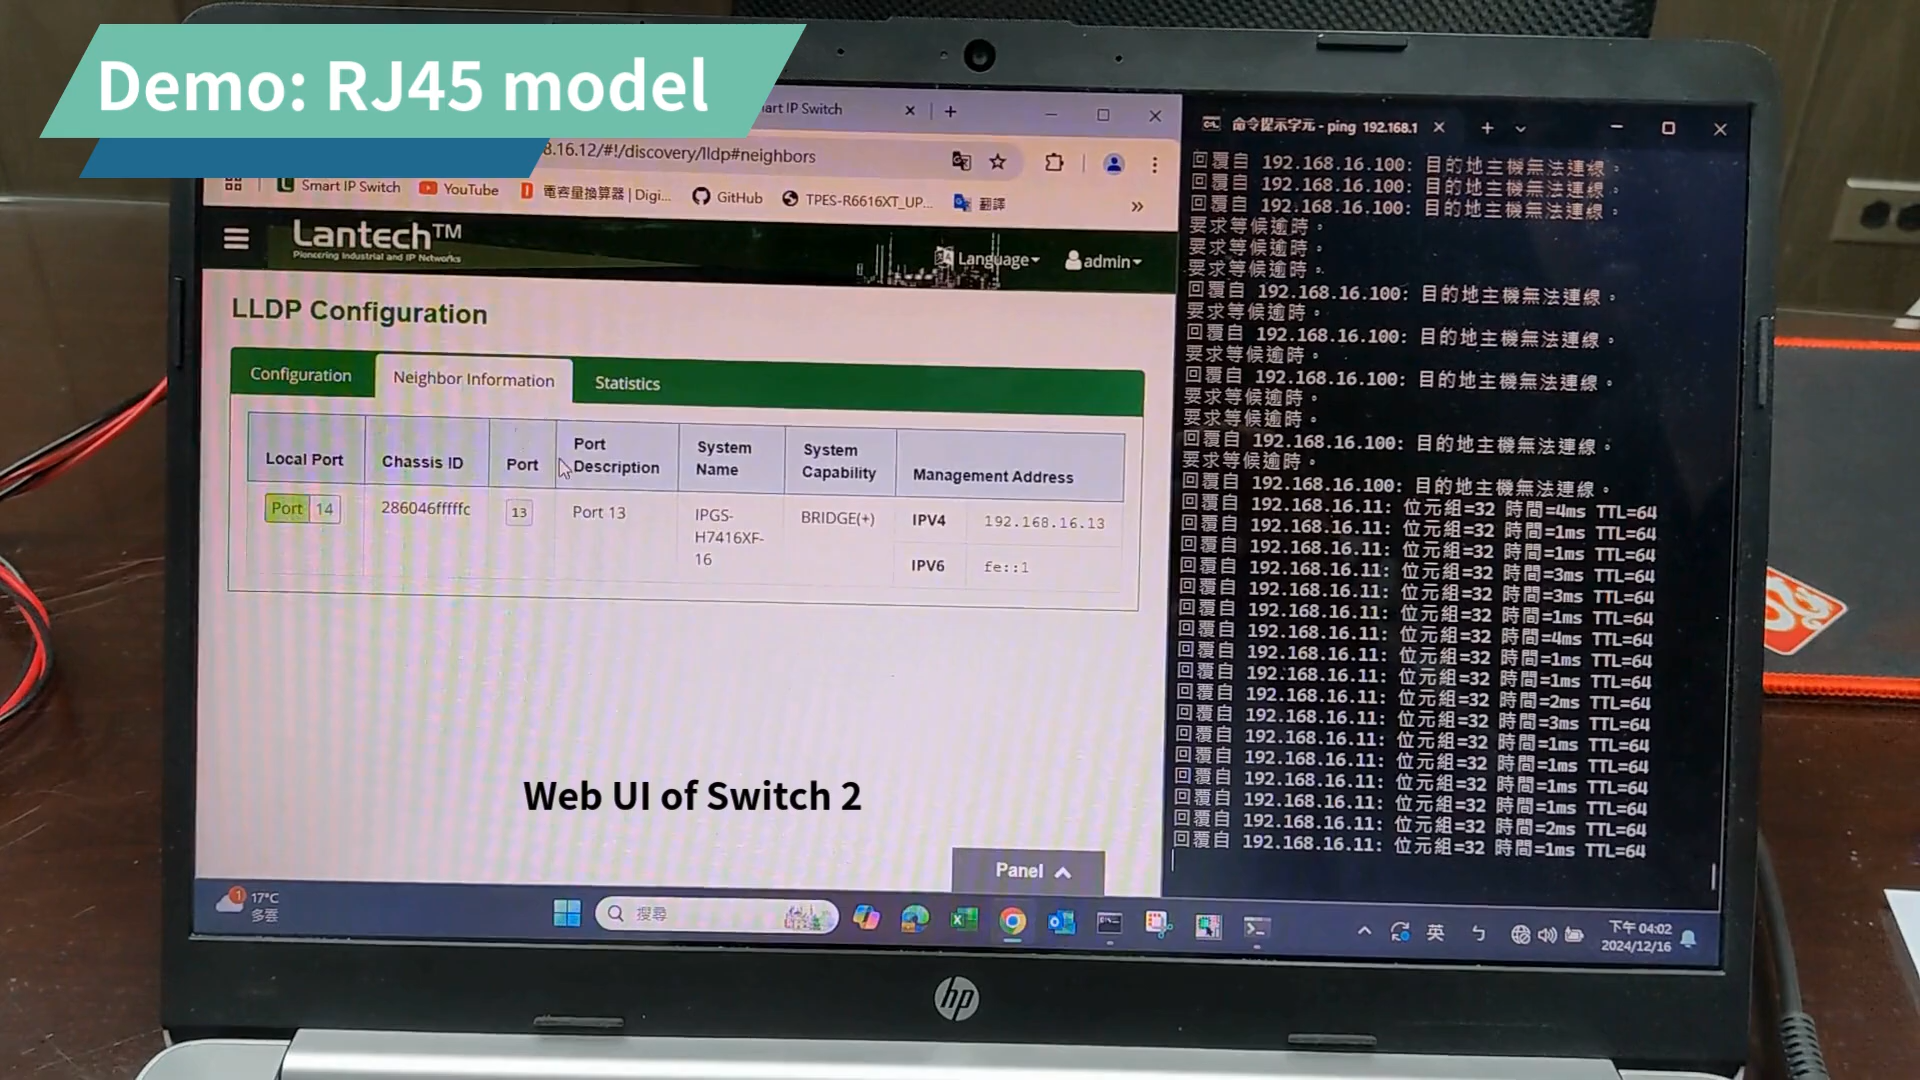 Demo: RJ45 model
art IP Switch
8.16.12/#!/discovery/lldp#neighbors
Smart IP Switch
YouTube
電容量換算器 | Digi...
GitHub
TPES-R6616XT_UP...
翻譯
»
Lantech™
Pioneering Industrial and IP Networks
Language
admin
LLDP Configuration
Configuration
Neighbor Information
Statistics
Local Port
Chassis ID
Port
Port Description
System Name
System Capability
Management Address
Port 14
286046fffffc
13
Port 13
IPGS-
H7416XF-
16
BRIDGE(+)
IPV4 192.168.16.13
IPV6 fe::1
Web UI of Switch 2
Panel
命令提示字元 - ping 192.168.1
回覆自 192.168.16.100: 目的地主機無法連線。
回覆自 192.168.16.100: 目的地主機無法連線。
回覆自 192.168.16.100: 目的地主機無法連線。
要求等候逾時。
要求等候逾時。
要求等候逾時。
回覆自 192.168.16.100: 目的地主機無法連線。
要求等候逾時。
回覆自 192.168.16.100: 目的地主機無法連線。
要求等候逾時。
回覆自 192.168.16.100: 目的地主機無法連線。
要求等候逾時。
要求等候逾時。
回覆自 192.168.16.100: 目的地主機無法連線。
要求等候逾時。
回覆自 192.168.16.100: 目的地主機無法連線。
回覆自 192.168.16.11: 位元組=32 時間=4ms TTL=64
回覆自 192.168.16.11: 位元組=32 時間=1ms TTL=64
回覆自 192.168.16.11: 位元組=32 時間=1ms TTL=64
回覆自 192.168.16.11: 位元組=32 時間=3ms TTL=64
回覆自 192.168.16.11: 位元組=32 時間=3ms TTL=64
回覆自 192.168.16.11: 位元組=32 時間=1ms TTL=64
回覆自 192.168.16.11: 位元組=32 時間=4ms TTL=64
回覆自 192.168.16.11: 位元組=32 時間=1ms TTL=64
回覆自 192.168.16.11: 位元組=32 時間=1ms TTL=64
回覆自 192.168.16.11: 位元組=32 時間=2ms TTL=64
回覆自 192.168.16.11: 位元組=32 時間=3ms TTL=64
回覆自 192.168.16.11: 位元組=32 時間=1ms TTL=64
回覆自 192.168.16.11: 位元組=32 時間=1ms TTL=64
回覆自 192.168.16.11: 位元組=32 時間=1ms TTL=64
回覆自 192.168.16.11: 位元組=32 時間=1ms TTL=64
回覆自 192.168.16.11: 位元組=32 時間=2ms TTL=64
回覆自 192.168.16.11: 位元組=32 時間=1ms TTL=64
1
17°C
多雲
搜尋
英
ㄅ
下午 04:02
2024/12/16
hp